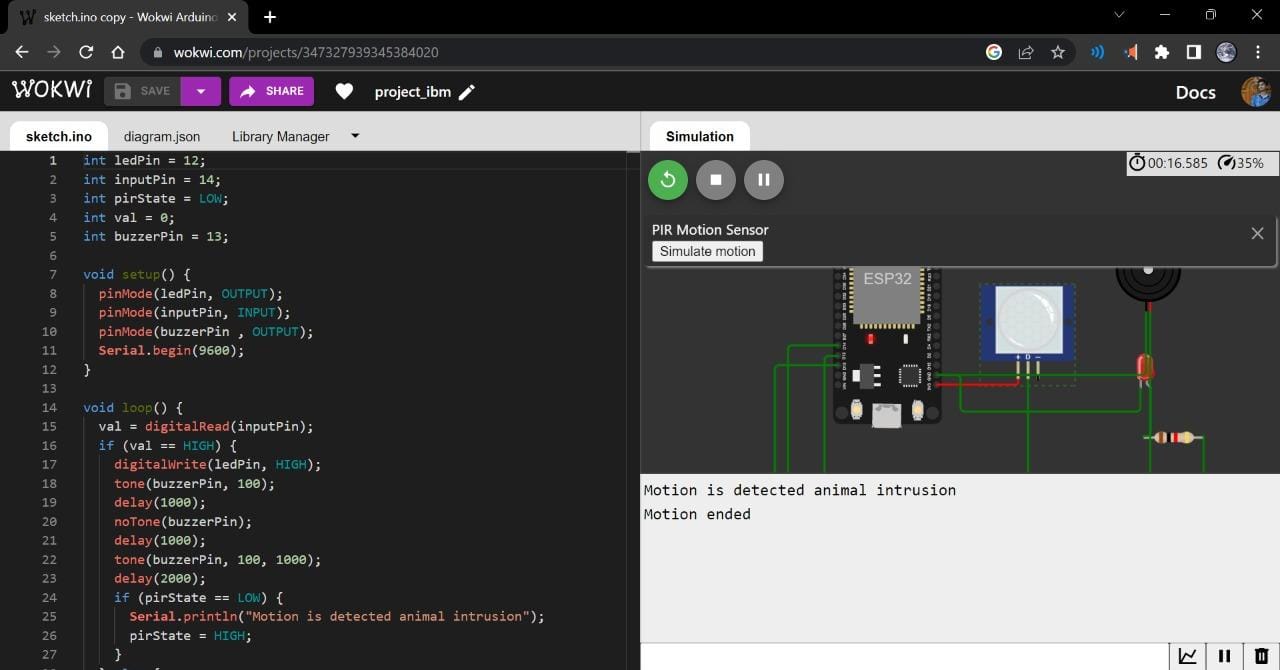 sketch.ino copy - Wokwi Arduino
wokwi.com/projects/347327939345384020
WOKWi
SAVE
SHARE
project_ibm
Docs
sketch.ino
diagram.json
Library Manager
1 int ledPin = 12;
2 int inputPin = 14;
3 int pirState = LOW;
4 int val = 0;
5 int buzzerPin = 13;
6
7 void setup() {
8 pinMode(ledPin, OUTPUT);
9 pinMode(inputPin, INPUT);
10 pinMode(buzzerPin , OUTPUT);
11 Serial.begin(9600);
12 }
13
14 void loop() {
15 val = digitalRead(inputPin);
16 if (val == HIGH) {
17 digitalWrite(ledPin, HIGH);
18 tone(buzzerPin, 100);
19 delay(1000);
20 noTone(buzzerPin);
21 delay(1000);
22 tone(buzzerPin, 100, 1000);
23 delay(2000);
24 if (pirState == LOW) {
25 Serial.println("Motion is detected animal intrusion");
26 pirState = HIGH;
27 }
Simulation
00:16.585 35%
PIR Motion Sensor
Simulate motion
ESP32
+ D -
Motion is detected animal intrusion
Motion ended